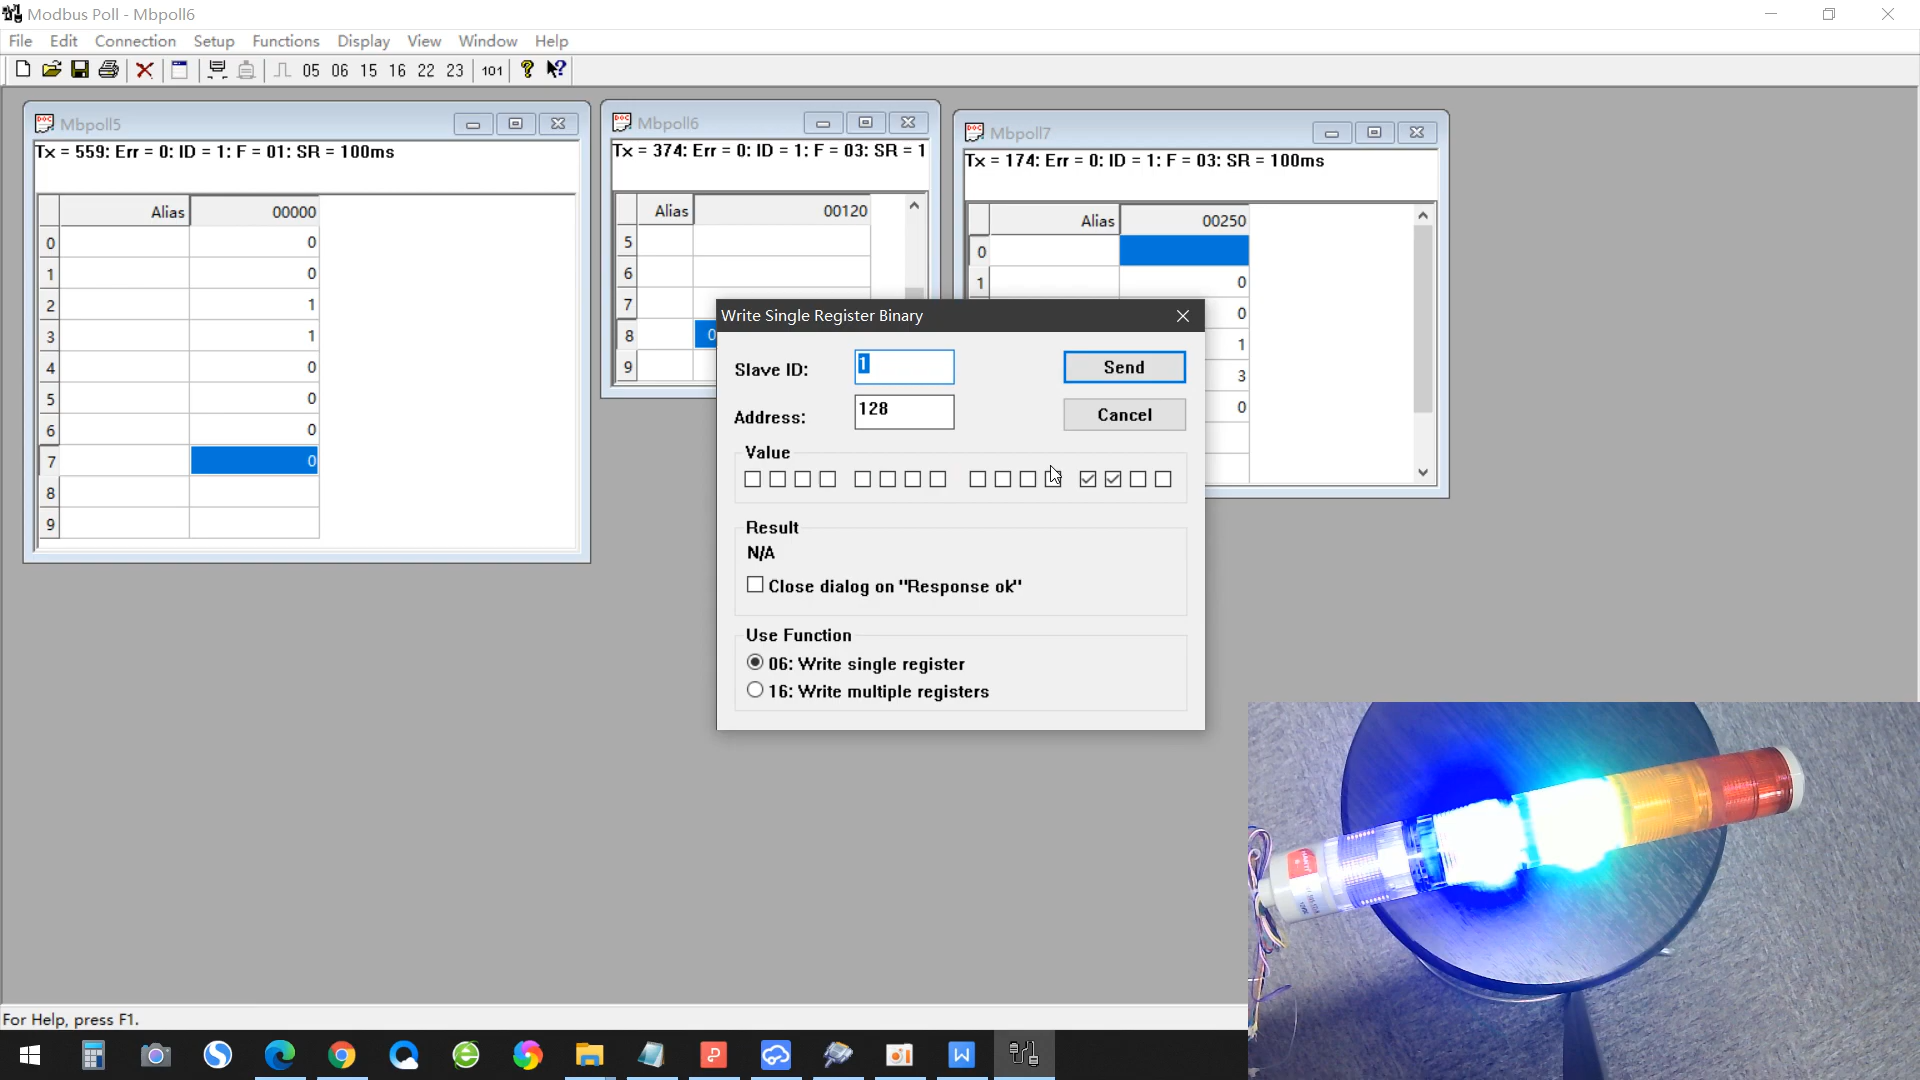 Modbus Poll - Mbpoll6
File Edit Connection Setup Functions Display View Window Help
05 06 15 16 22 23 101
Mbpoll5
Tx = 559: Err = 0: ID = 1: F = 01: SR = 100ms
Alias 00000
0 0
1 0
2 1
3 1
4 0
5 0
6 0
7 0
8
9
Mbpoll6
Tx = 374: Err = 0: ID = 1: F = 03: SR = 1
Alias 00120
5
6
7
8 0
9
Mbpoll7
Tx = 174: Err = 0: ID = 1: F = 03: SR = 100ms
Alias 00250
0
1 0
0
1
3
0
Write Single Register Binary
Slave ID: 1 Send
Address: 128 Cancel
Value
Result
N/A
Close dialog on "Response ok"
Use Function
06: Write single register
16: Write multiple registers
For Help, press F1.